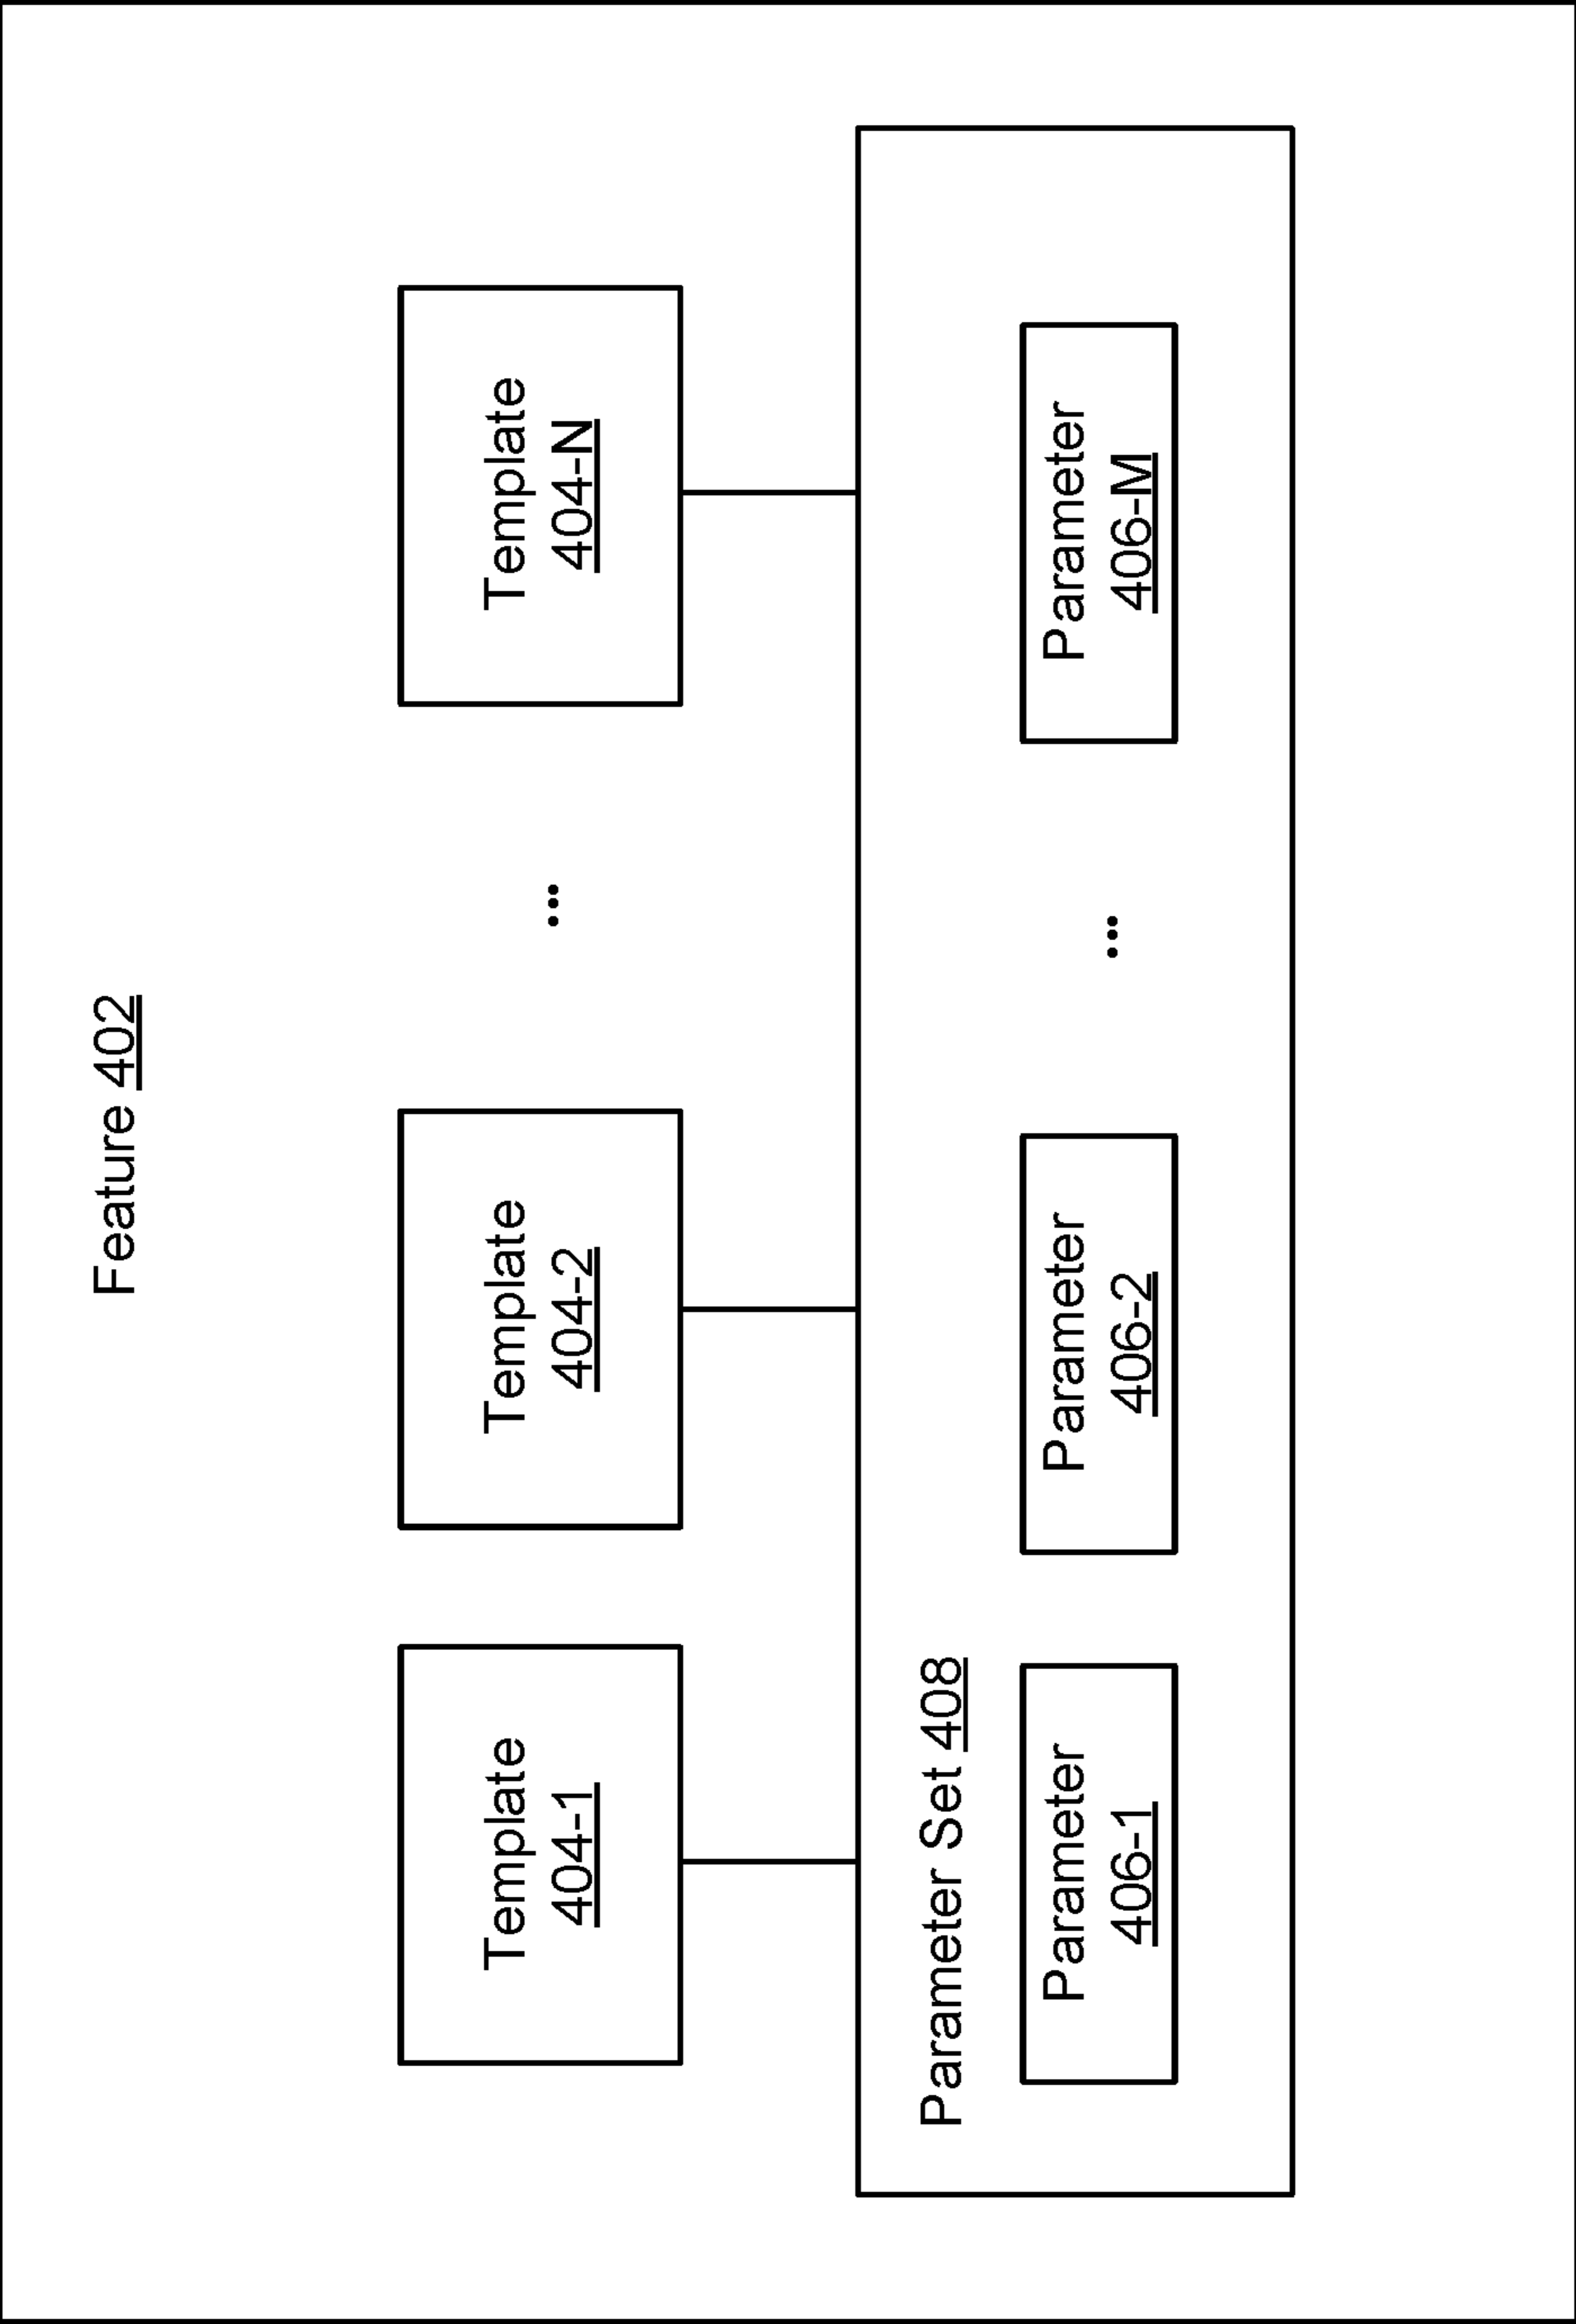 Feature 402
Template
404-1
Template
404-2
...
Template
404-N
Parameter Set 408
Parameter
406-1
Parameter
406-2
...
Parameter
406-M